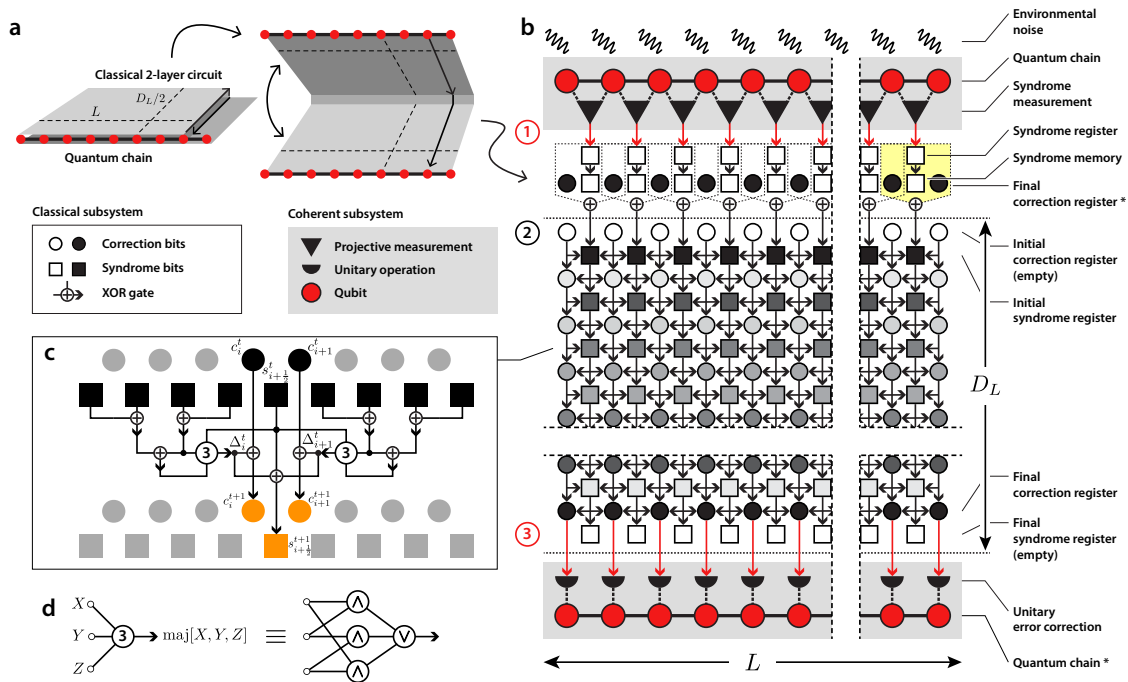 a
Classical 2-layer circuit
D_L/2
L
Quantum chain
Classical subsystem
Correction bits
Syndrome bits
XOR gate
Coherent subsystem
Projective measurement
Unitary operation
Qubit
b
Environmental
noise
Quantum chain
Syndrome
measurement
1
Syndrome register
Syndrome memory
Final
correction register *
2
Initial
correction register
(empty)
Initial
syndrome register
D_L
Final
correction register
3
Final
syndrome register
(empty)
Unitary
error correction
L
Quantum chain *
c
c_i^t
c_{i+1}^t
s_{i+\frac{1}{2}}^t
3
Δ_i^t
Δ_{i+1}^t
3
c_i^{t+1}
c_{i+1}^{t+1}
s_{i+\frac{1}{2}}^{t+1}
d
X
Y
Z
3
maj[X, Y, Z]
≡
∧
∧
∧
∨